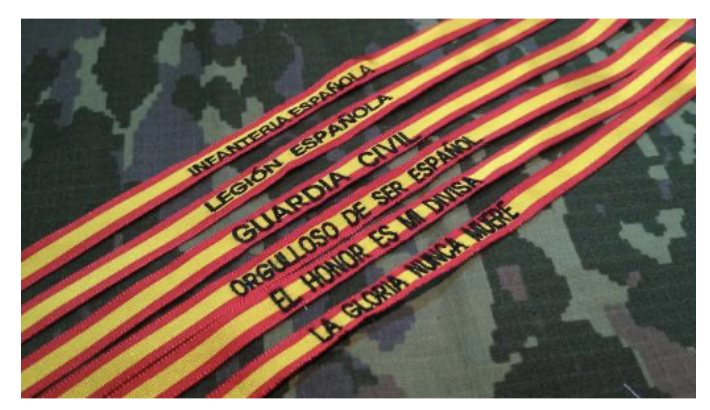 INFANTERIA ESPAÑOLA
LEGIÓN ESPAÑOLA
GUARDIA CIVIL
ORGULLOSO DE SER ESPAÑOL
EL HONOR ES MI DIVISA
LA GLORIA NUNCA MUERE